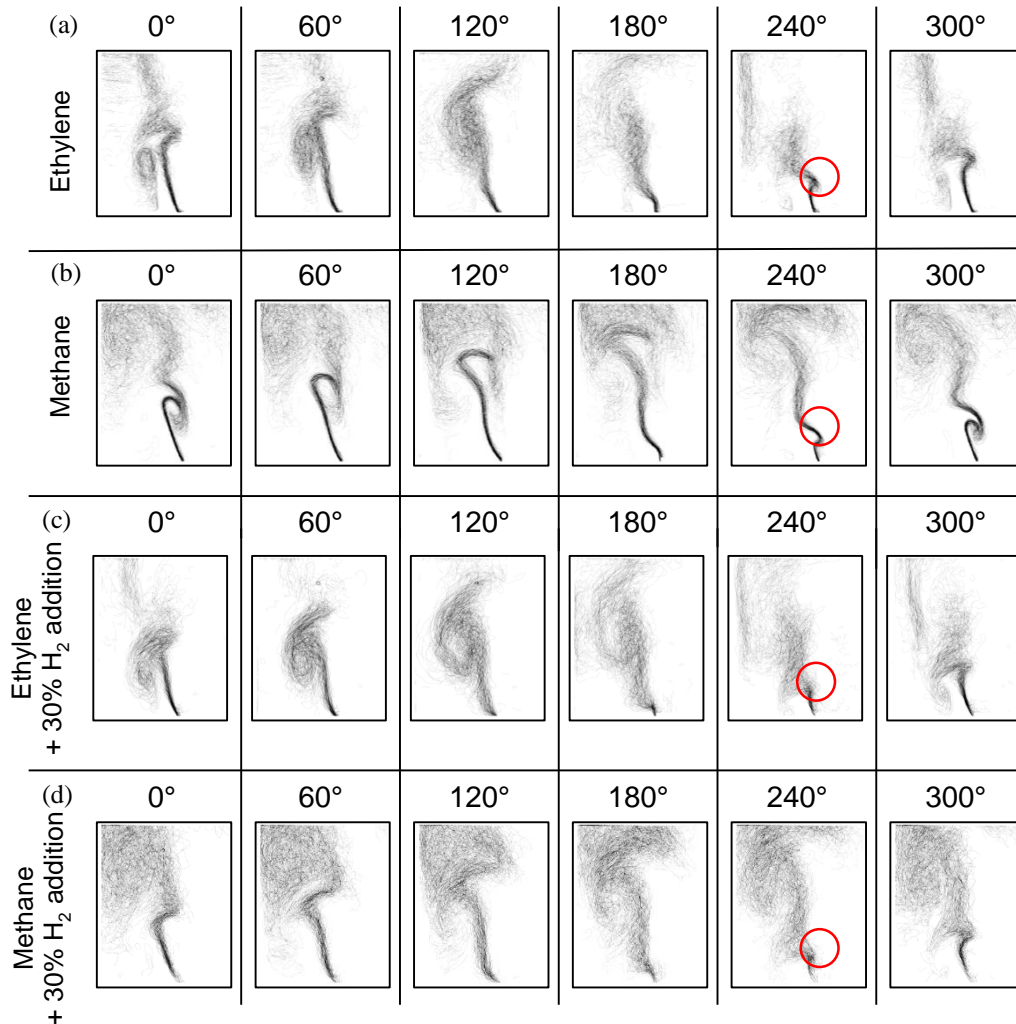 (a) 0° 60° 120° 180° 240° 300°
Ethylene
(b) 0° 60° 120° 180° 240° 300°
Methane
(c) 0° 60° 120° 180° 240° 300°
Ethylene
+ 30% H₂ addition
(d) 0° 60° 120° 180° 240° 300°
Methane
+ 30% H₂ addition